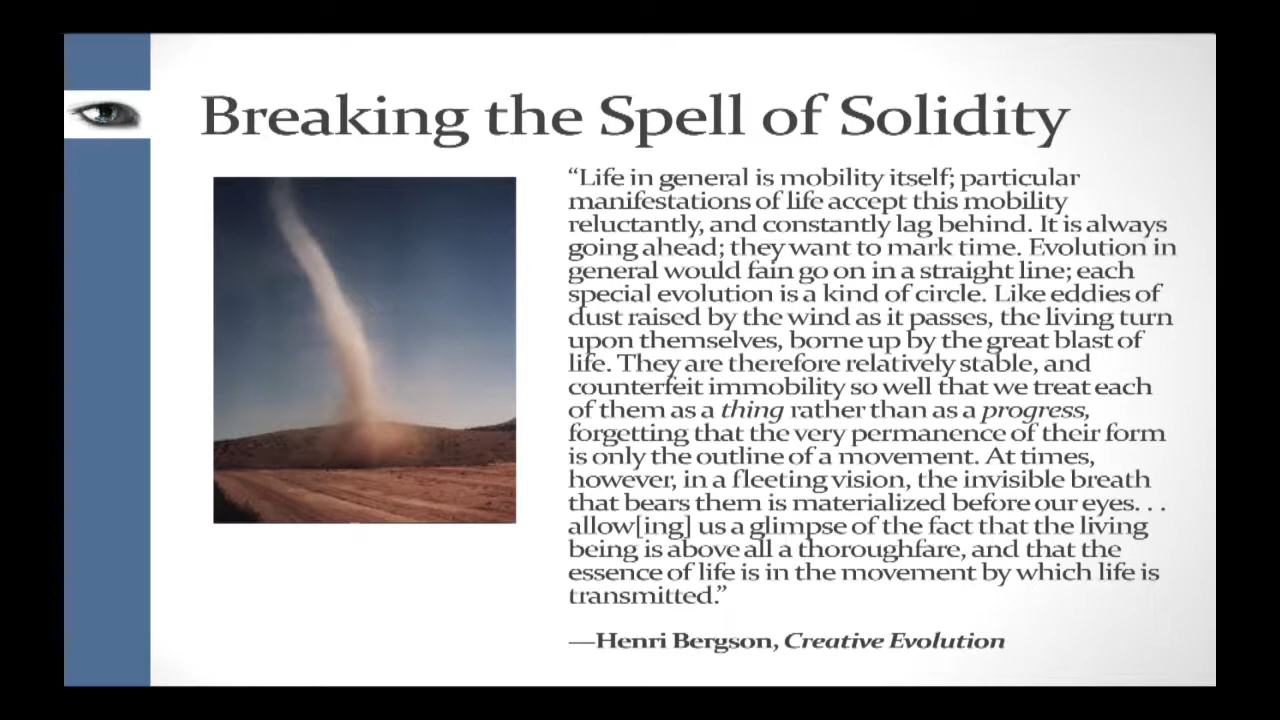 Breaking the Spell of Solidity
“Life in general is mobility itself; particular
manifestations of life accept this mobility
reluctantly, and constantly lag behind. It is always
going ahead; they want to mark time. Evolution in
general would fain go on in a straight line; each
special evolution is a kind of circle. Like eddies of
dust raised by the wind as it passes, the living turn
upon themselves, borne up by the great blast of
life. They are therefore relatively stable, and
counterfeit immobility so well that we treat each
of them as a thing rather than as a progress,
forgetting that the very permanence of their form
is only the outline of a movement. At times,
however, in a fleeting vision, the invisible breath
that bears them is materialized before our eyes. . .
allow[ing] us a glimpse of the fact that the living
being is above all a thoroughfare, and that the
essence of life is in the movement by which life is
transmitted.”
—Henri Bergson, Creative Evolution